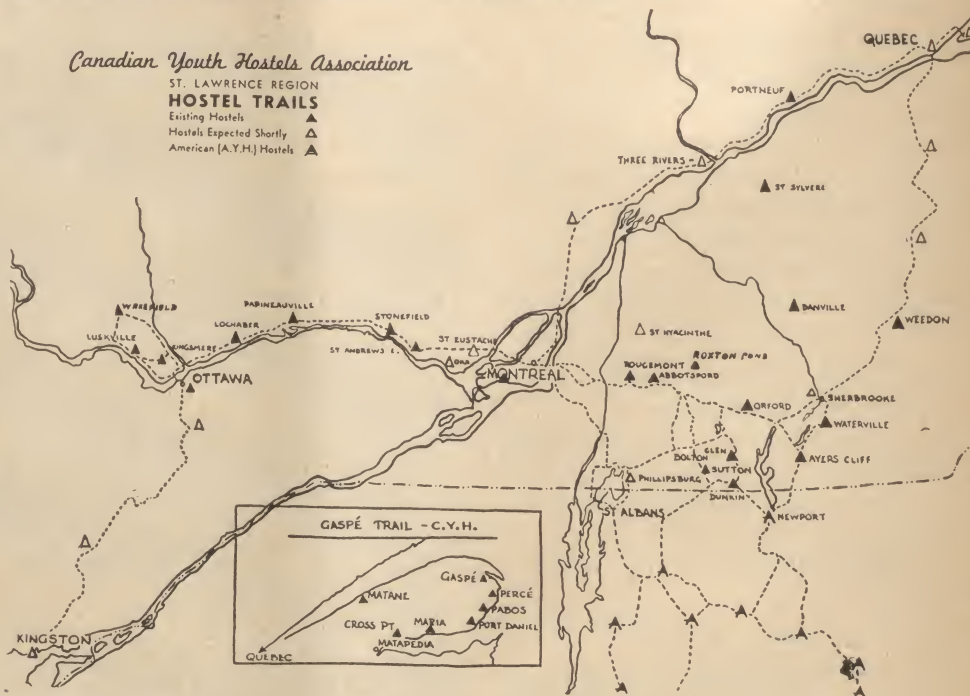 Canadian Youth Hostels Association
ST. LAWRENCE REGION
HOSTEL TRAILS
Existing Hostels
Hostels Expected Shortly
American (A.Y.H.) Hostels
QUEBEC
PORTNEUF
THREE RIVERS
ST SYLVERE
WAKEFIELD
LUSKVILLE
KINGSMERE
LOCHABER
PAPINEAUVILLE
STONEFIELD
ST ANDREWS E.
ST EUSTACHE
OKA
OTTAWA
MONTREAL
ST HYACINTHE
DANVILLE
WEEDON
ROUGEMONT
ROXTON POND
ABBOTSFORD
ORFORD
SHERBROOKE
WATERVILLE
BOLTON GLEN
AYERS CLIFF
SUTTON
PHILLIPSBURG
DUNKIN
ST ALBANS
NEWPORT
KINGSTON
GASPÉ TRAIL - C.Y.H.
GASPÉ
MATANE
PERCÉ
PABOS
PORT DANIEL
CROSS PT
MARIA
MATAPEDIA
QUEBEC